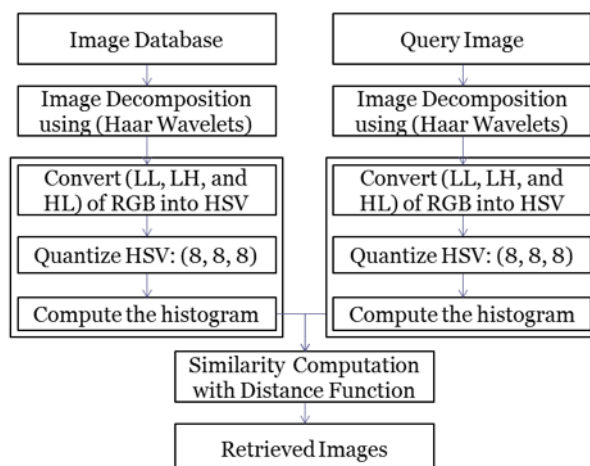 Image Database
Query Image
Image Decomposition
using (Haar Wavelets)
Image Decomposition
using (Haar Wavelets)
Convert (LL, LH, and
HL) of RGB into HSV
Convert (LL, LH, and
HL) of RGB into HSV
Quantize HSV: (8, 8, 8)
Quantize HSV: (8, 8, 8)
Compute the histogram
Compute the histogram
Similarity Computation
with Distance Function
Retrieved Images